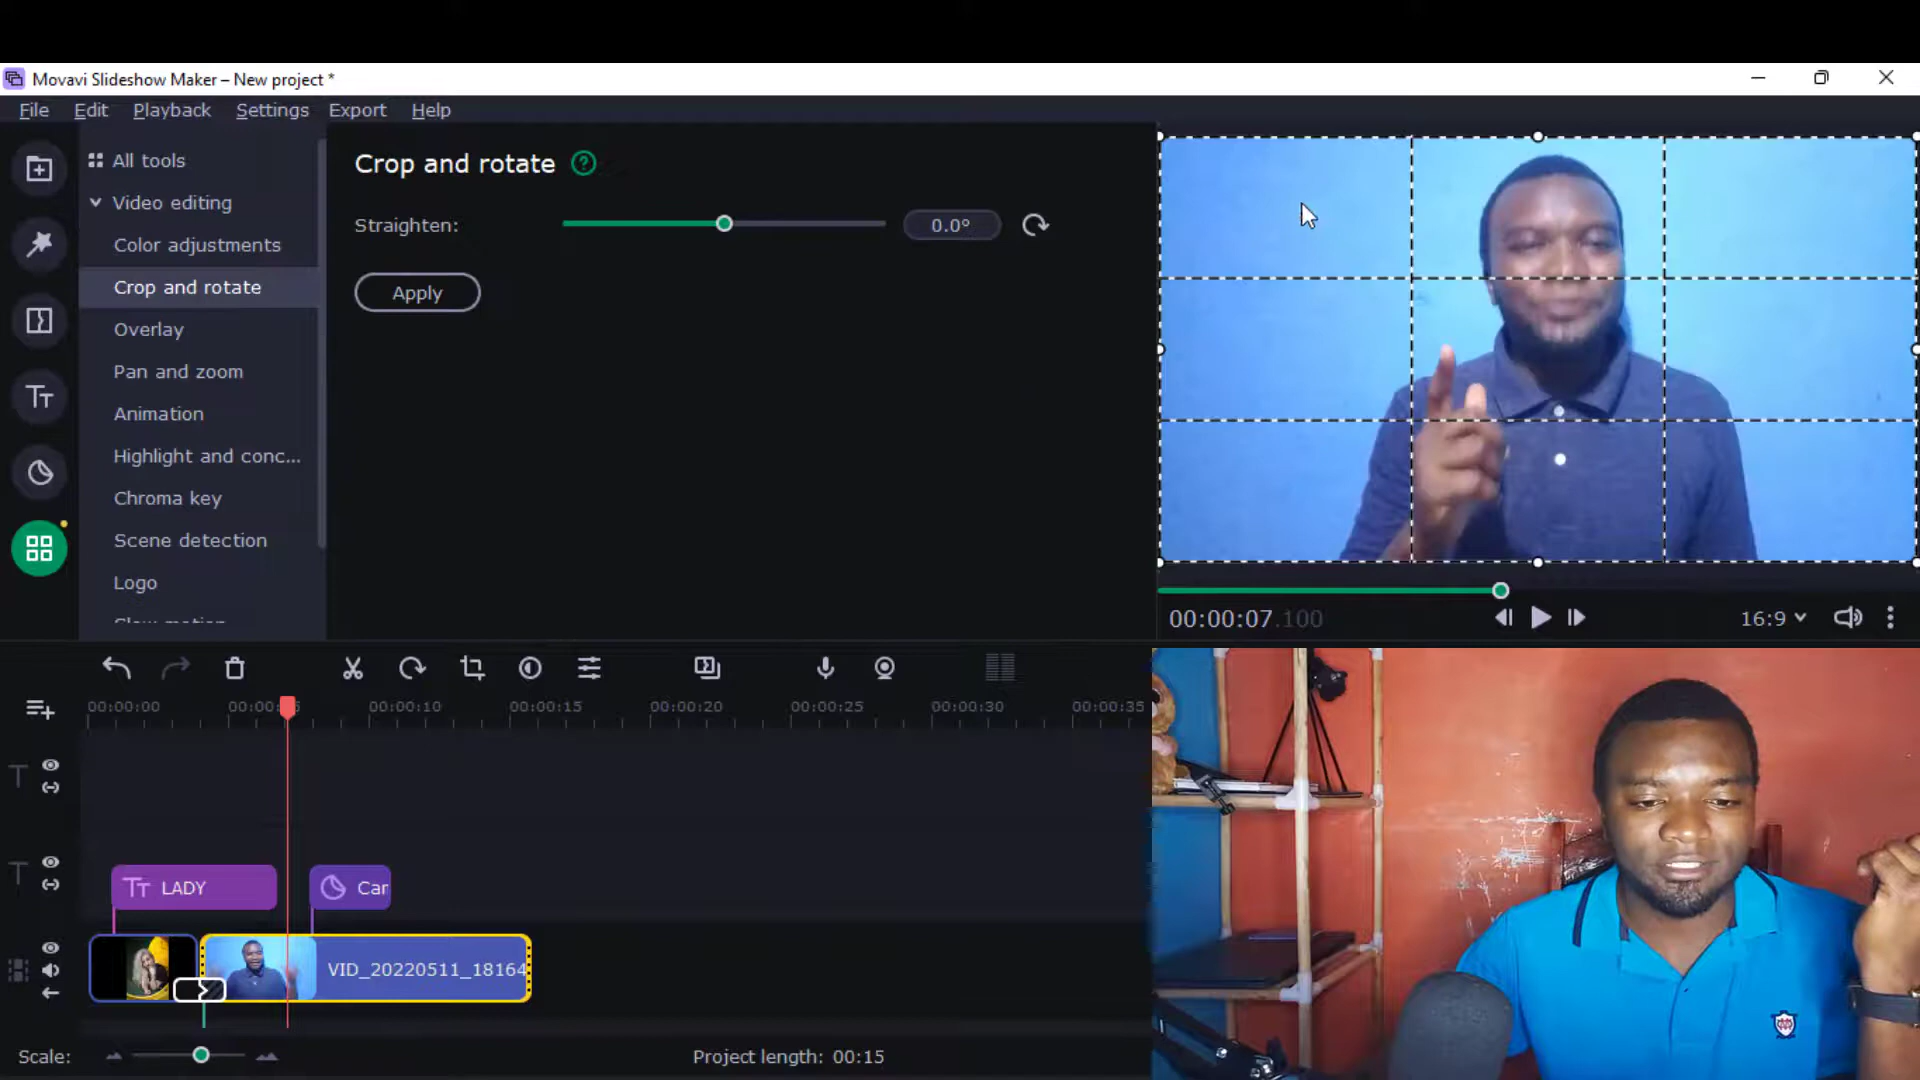 Movavi Slideshow Maker – New project *
File Edit Playback Settings Export Help
All tools
Video editing
Color adjustments
Crop and rotate
Overlay
Pan and zoom
Animation
Highlight and conc...
Chroma key
Scene detection
Logo
Crop and rotate
Straighten:
0.0°
Apply
00:00:07.100
16:9
00:00:00 00:00:10 00:00:15 00:00:20 00:00:25 00:00:30 00:00:35
LADY
Car
VID_20220511_18164
Scale:
Project length: 00:15